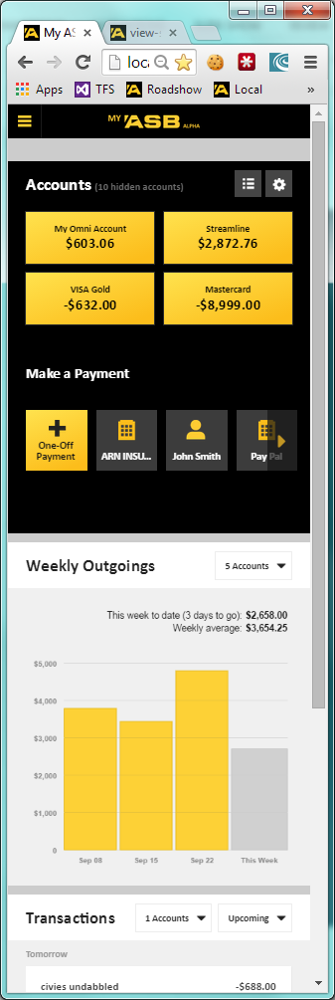 My AS
view-s
loca
Apps
TFS
Roadshow
Local
»
MY ASB ALPHA
Accounts (10 hidden accounts)
My Omni Account
$603.06
Streamline
$2,872.76
VISA Gold
-$632.00
Mastercard
-$8,999.00
Make a Payment
One-Off
Payment
ARN INSU...
John Smith
Pay Pal
Weekly Outgoings
5 Accounts
This week to date (3 days to go): $2,658.00
Weekly average: $3,654.25
$5,000
$4,000
$3,000
$2,000
$1,000
0
Sep 08
Sep 15
Sep 22
This Week
Transactions
1 Accounts
Upcoming
Tomorrow
civies undabbled
-$688.00